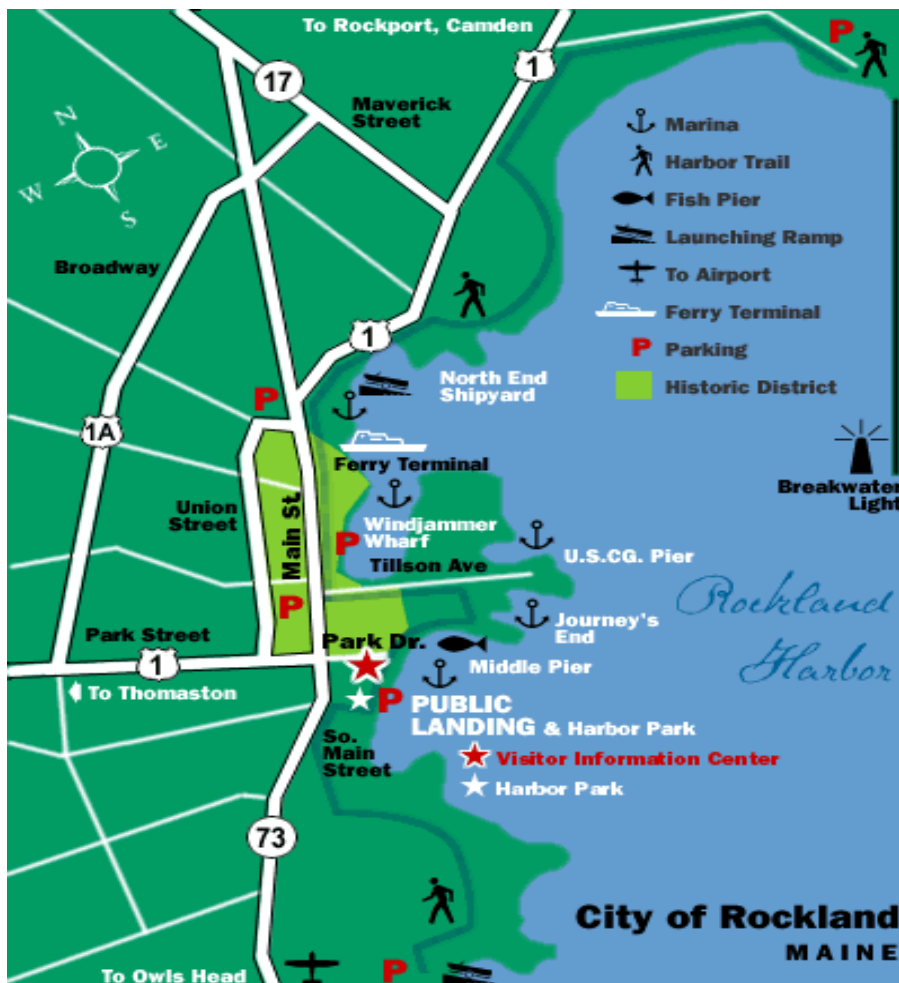 To Rockport, Camden
P
1
17
Maverick
Street
N
E
W
S
Marina
Harbor Trail
Fish Pier
Launching Ramp
To Airport
Ferry Terminal
P Parking
Historic District
Broadway
1
North End
Shipyard
P
1A
Ferry Terminal
Breakwater
Light
Union
Street
Main St.
Windjammer
Wharf
P
Tillson Ave
U.S.CG. Pier
Rockland
Harbor
P
Journey's
End
Park Street
Park Dr.
1
Middle Pier
To Thomaston
P
PUBLIC
LANDING & Harbor Park
So.
Main
Street
Visitor Information Center
Harbor Park
73
City of Rockland
MAINE
To Owls Head
P